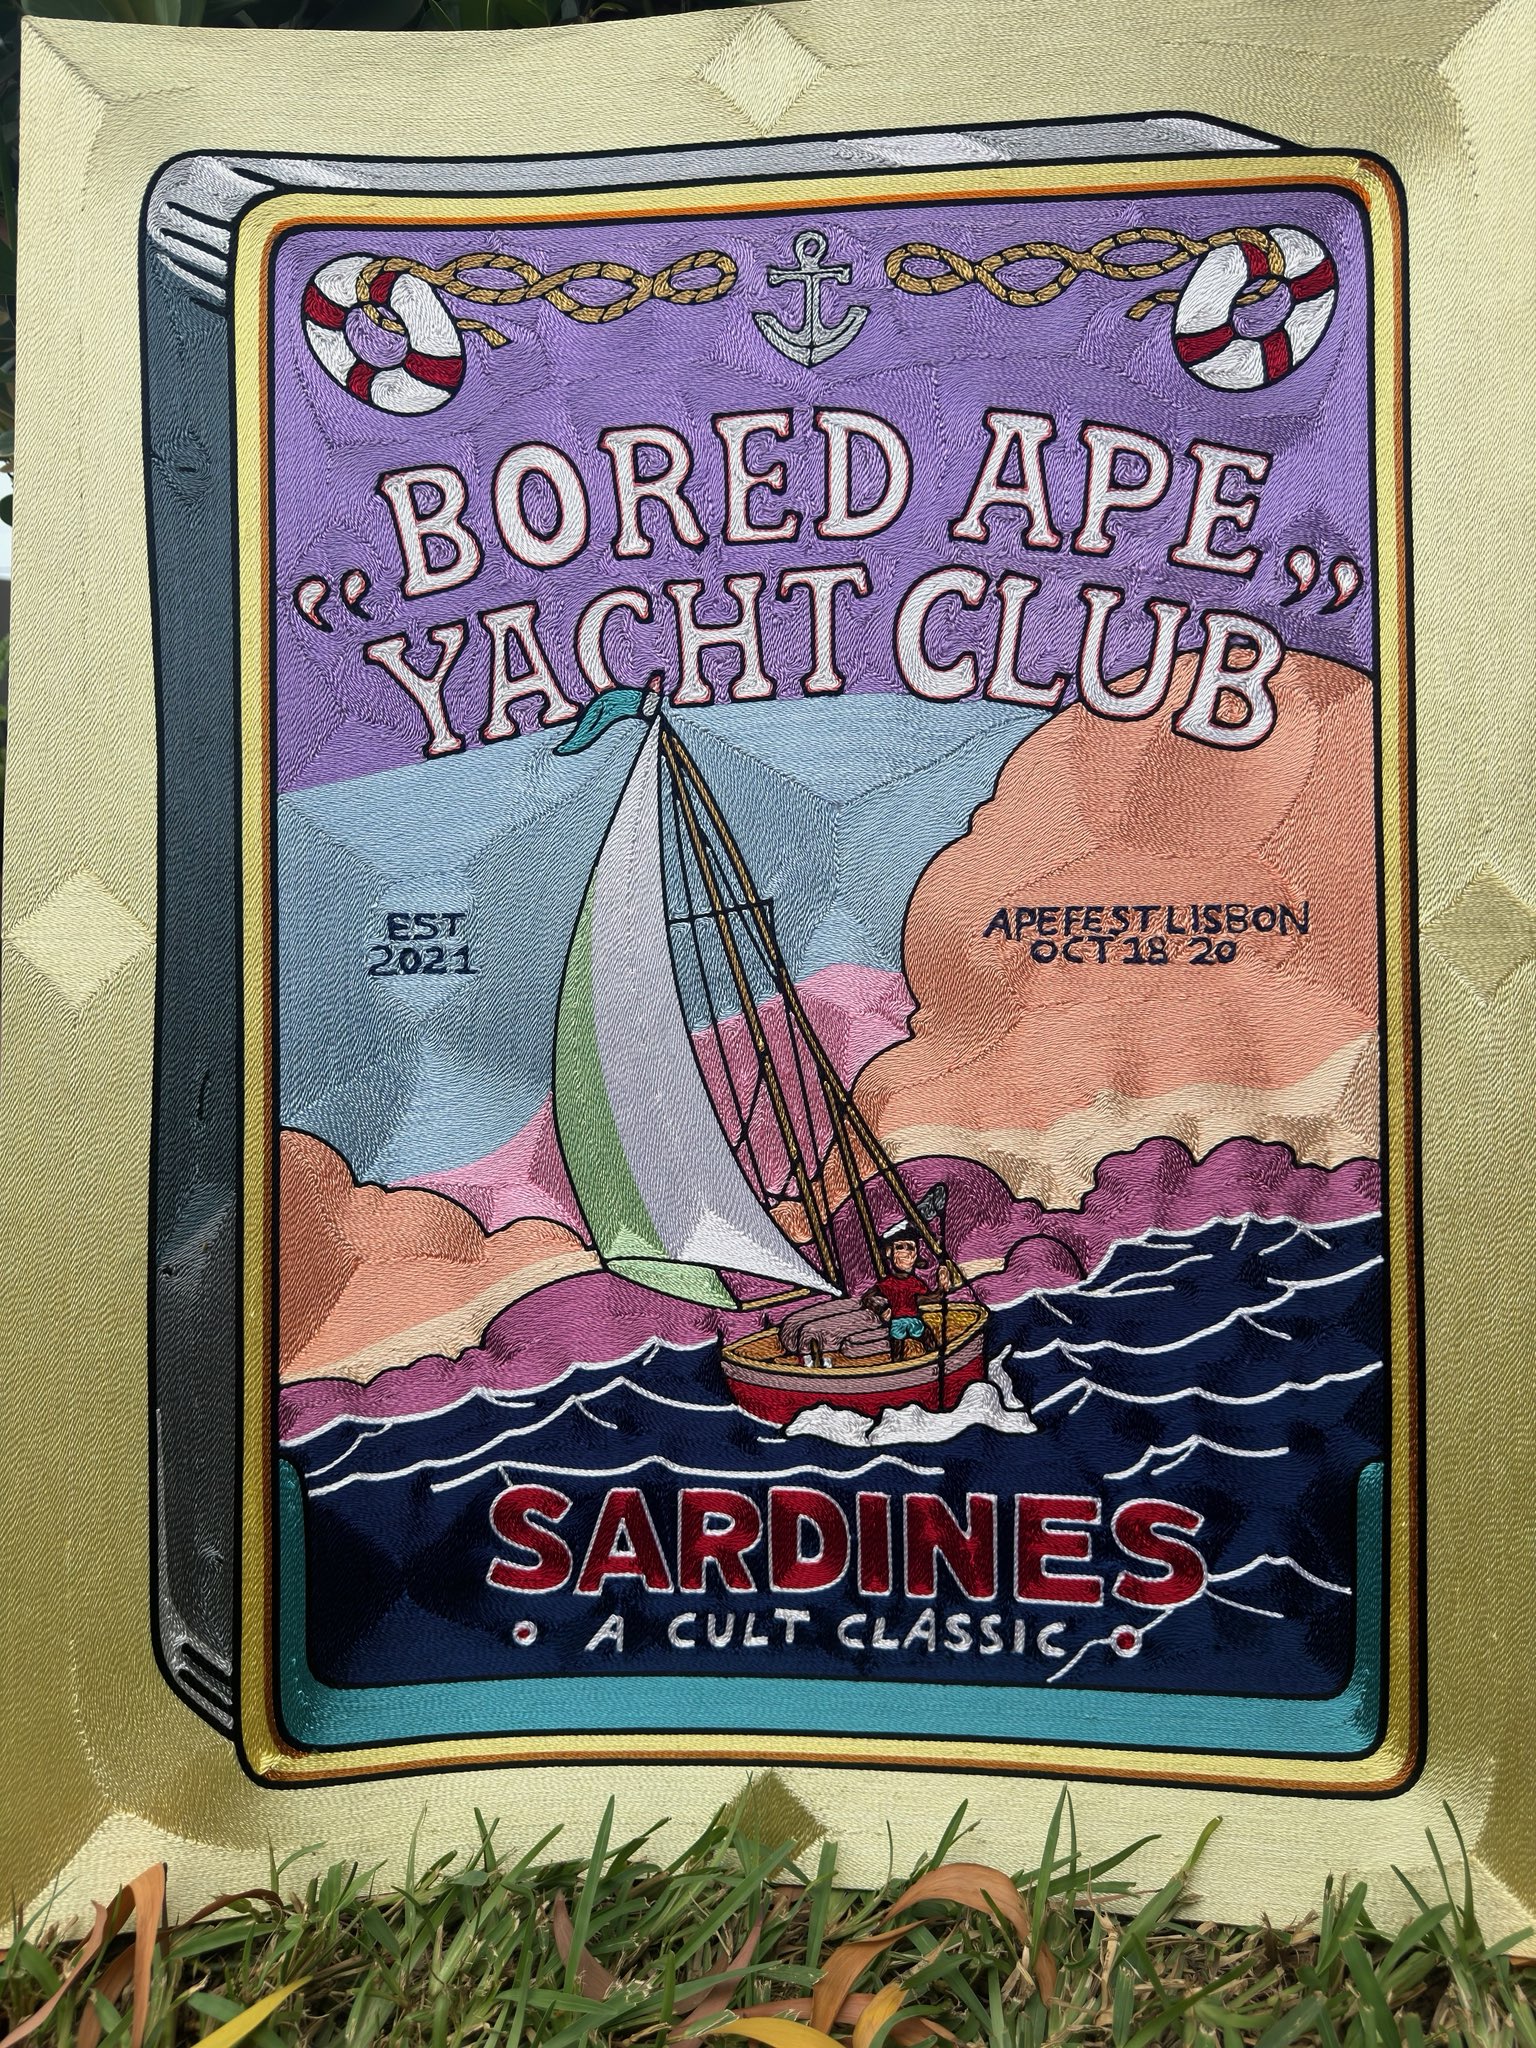 “BORED APE
YACHT CLUB”
EST
2021
APEFEST LISBON
OCT 18 20
SARDINES
• A CULT CLASSIC •